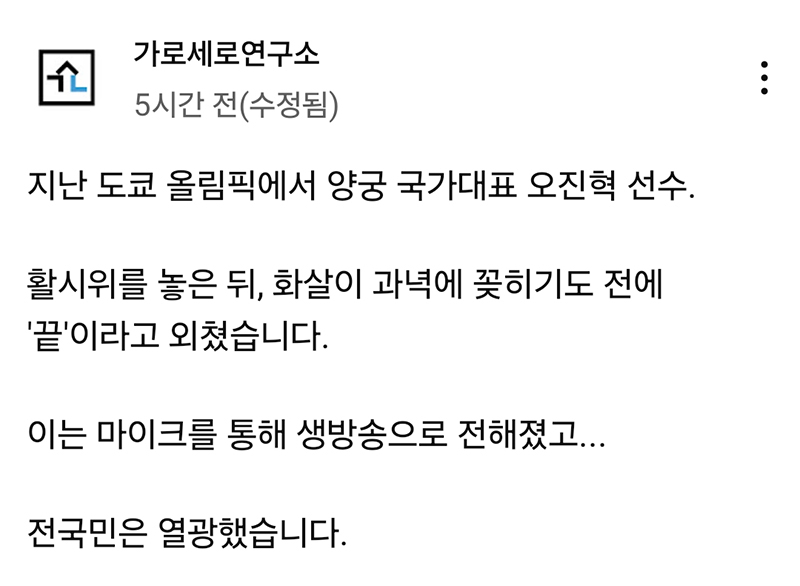 가로세로연구소
5시간 전(수정됨)
지난 도쿄 올림픽에서 양궁 국가대표 오진혁 선수.
활시위를 놓은 뒤, 화살이 과녁에 꽂히기도 전에
'끝'이라고 외쳤습니다.
이는 마이크를 통해 생방송으로 전해졌고...
전국민은 열광했습니다.